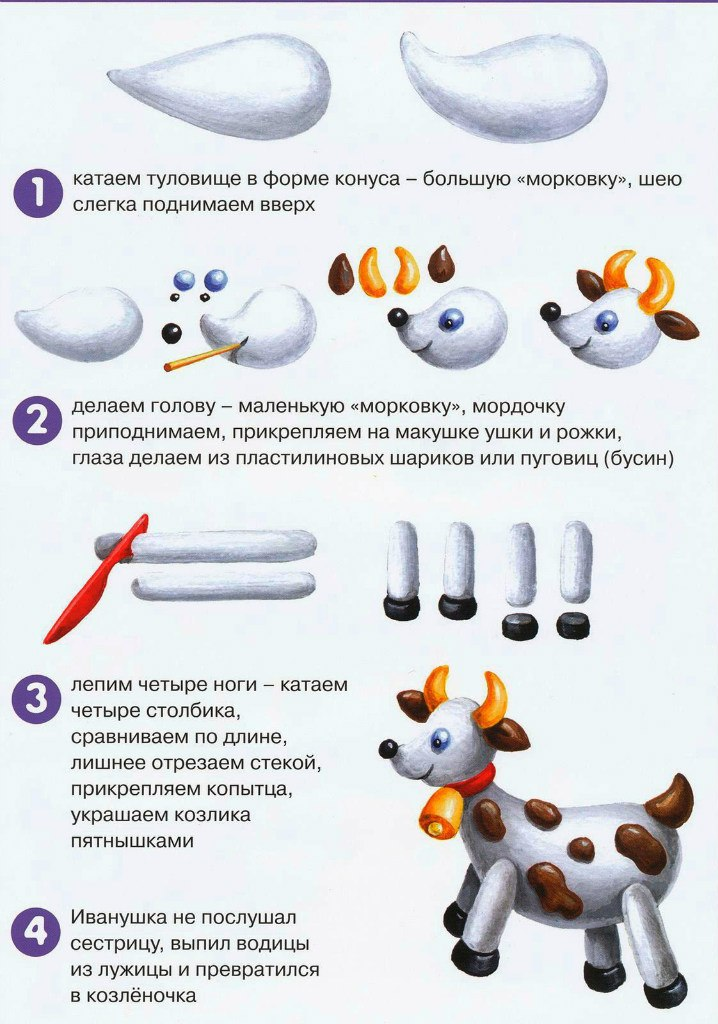 1
катаем туловище в форме конуса – большую «морковку», шею
слегка поднимаем вверх
2
делаем голову – маленькую «морковку», мордочку
приподнимаем, прикрепляем на макушке ушки и рожки,
глаза делаем из пластилиновых шариков или пуговиц (бусин)
3
лепим четыре ноги – катаем
четыре столбика,
сравниваем по длине,
лишнее отрезаем стекой,
прикрепляем копытца,
украшаем козлика
пятнышками
4
Иванушка не послушал
сестрицу, выпил водицы
из лужицы и превратился
в козлёночка